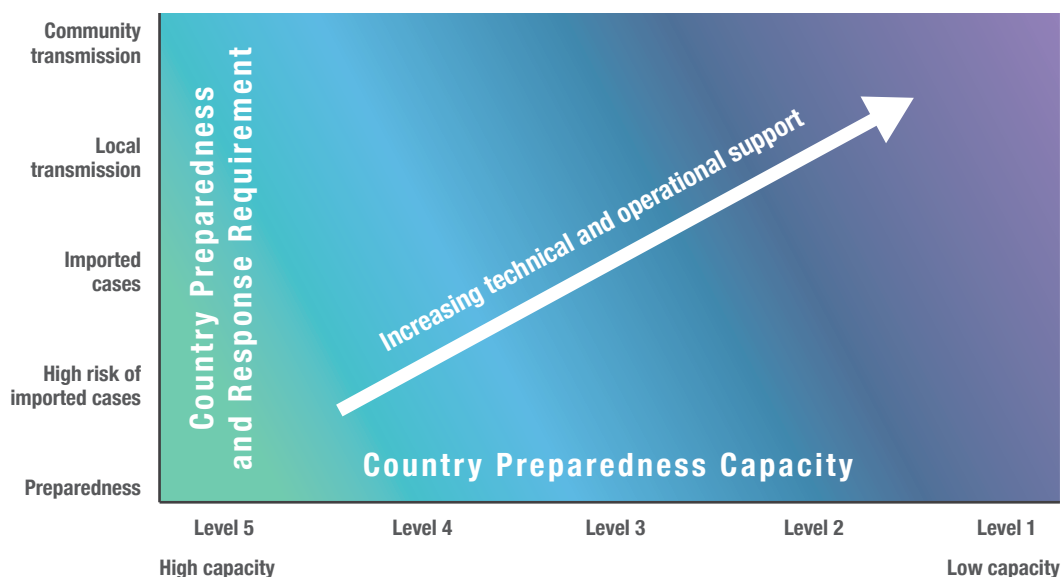 Community
transmission
Local
transmission
Imported
cases
High risk of
imported cases
Preparedness
Country Preparedness
and Response Requirement
Increasing technical and operational support
Country Preparedness Capacity
Level 5
Level 4
Level 3
Level 2
Level 1
High capacity
Low capacity